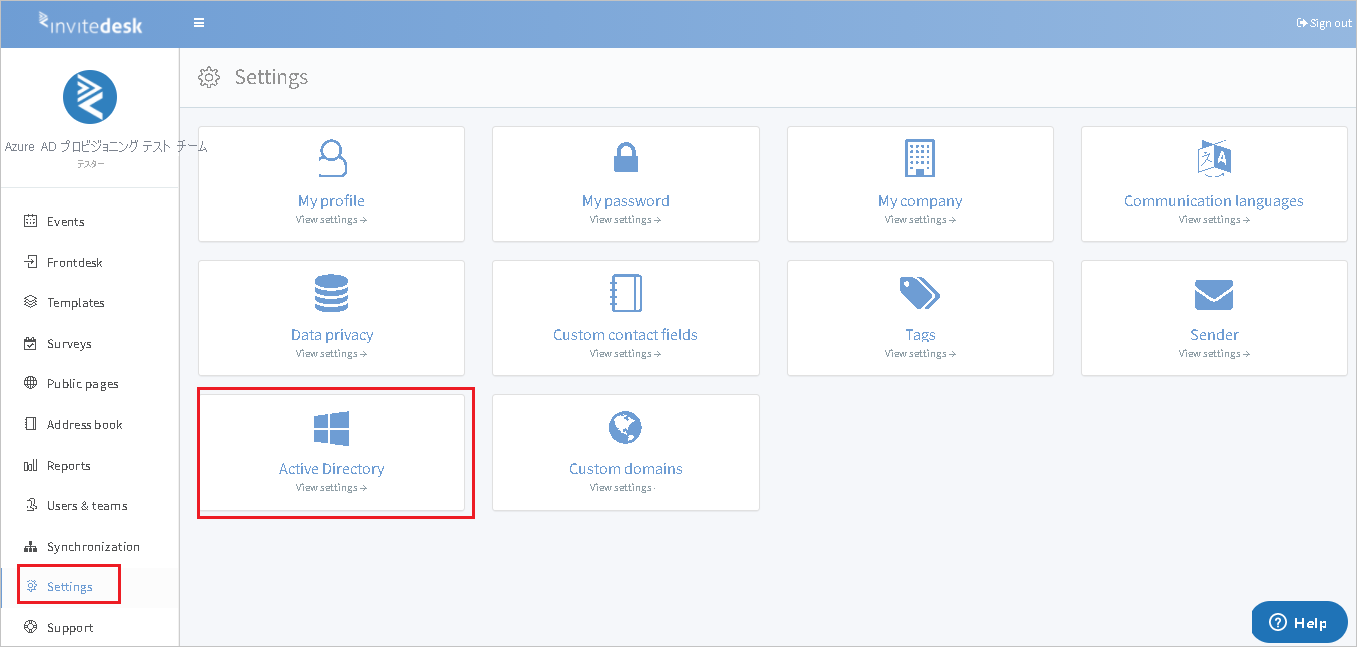 invitedesk
Sign out
Azure AD プロビジョニング テスト チーム
テスター
Events
Frontdesk
Templates
Surveys
Public pages
Address book
Reports
Users & teams
Synchronization
Settings
Support
Settings
My profile
View settings →
My password
View settings →
My company
View settings →
Communication languages
View settings →
Data privacy
View settings →
Custom contact fields
View settings →
Tags
View settings →
Sender
View settings →
Active Directory
View settings →
Custom domains
View settings ·
Help